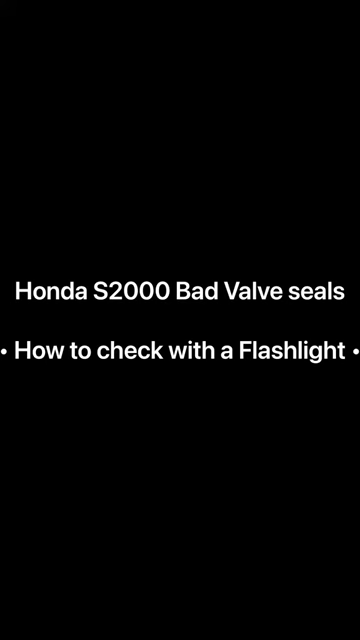 Honda S2000 Bad Valve seals
• How to check with a Flashlight •